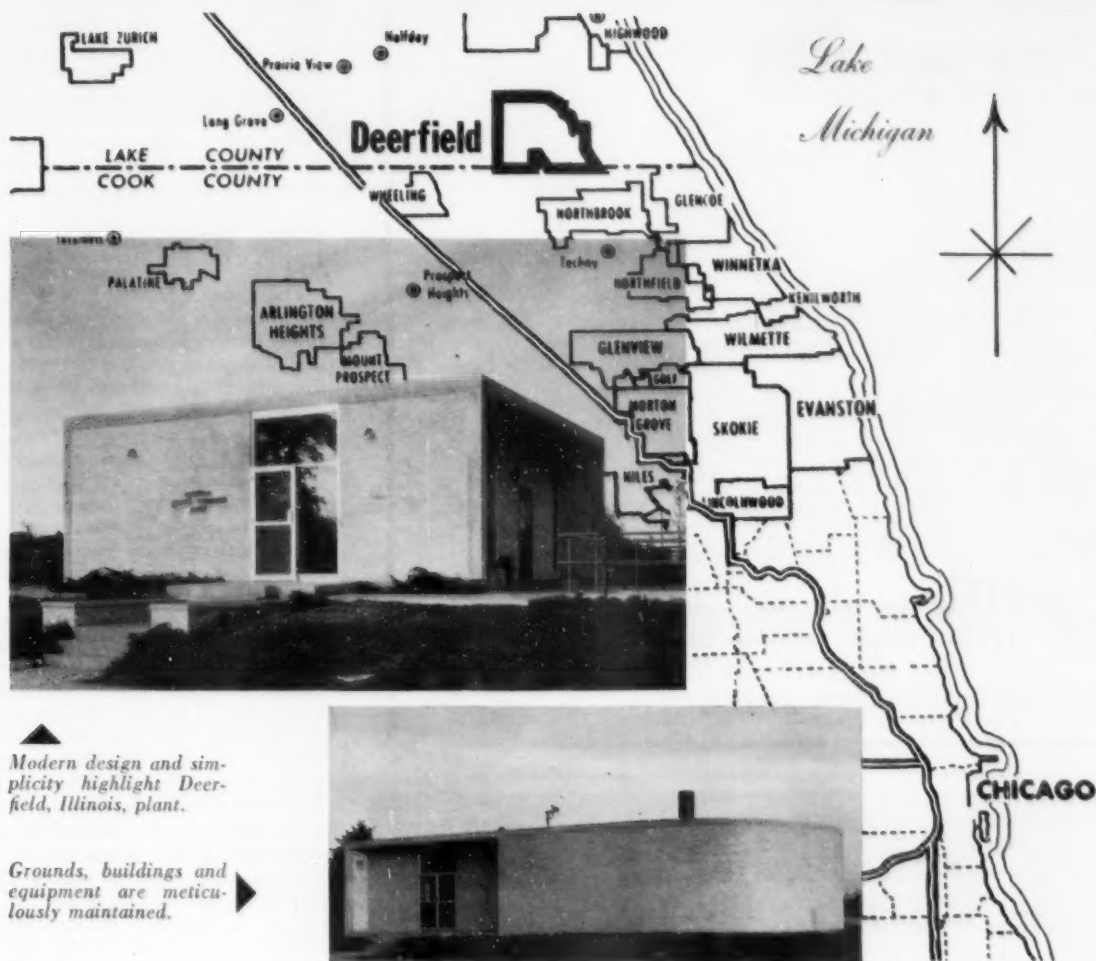 LAKE ZURICH
Halfday
HIGHWOOD
Prairie View
Lake
Michigan
Long Grove
Deerfield
LAKE COUNTY
COOK COUNTY
WHEELING
NORTHBROOK
GLENCOE
PALATINE
Prospect
Heights
Techny
NORTHFIELD
WINNETKA
KENILWORTH
ARLINGTON
HEIGHTS
MOUNT
PROSPECT
GLENVIEW
WILMETTE
GOLF
MORTON
GROVE
SKOKIE
EVANSTON
NILES
LINCOLNWOOD
CHICAGO
Modern design and sim-
plicity highlight Deer-
field, Illinois, plant.
Grounds, buildings and
equipment are meticu-
lously maintained.